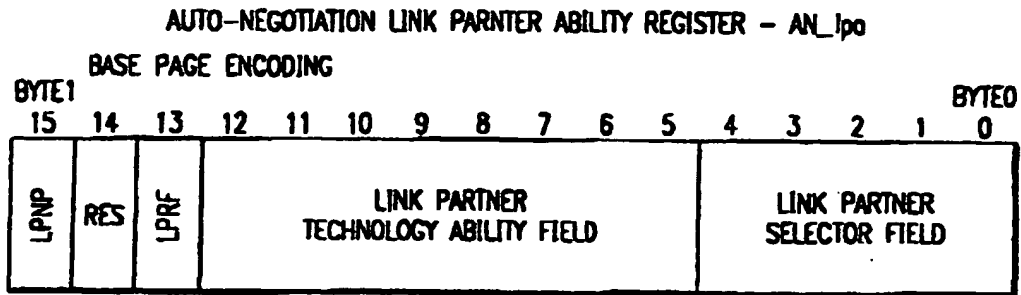 AUTO-NEGOTIATION LINK PARNTER ABILITY REGISTER - AN_lpa
BASE PAGE ENCODING
BYTE1 BYTE0
15 14 13 12 11 10 9 8 7 6 5 4 3 2 1 0
LPNP RES LPRF LINK PARTNER LINK PARTNER
TECHNOLOGY ABILITY FIELD SELECTOR FIELD